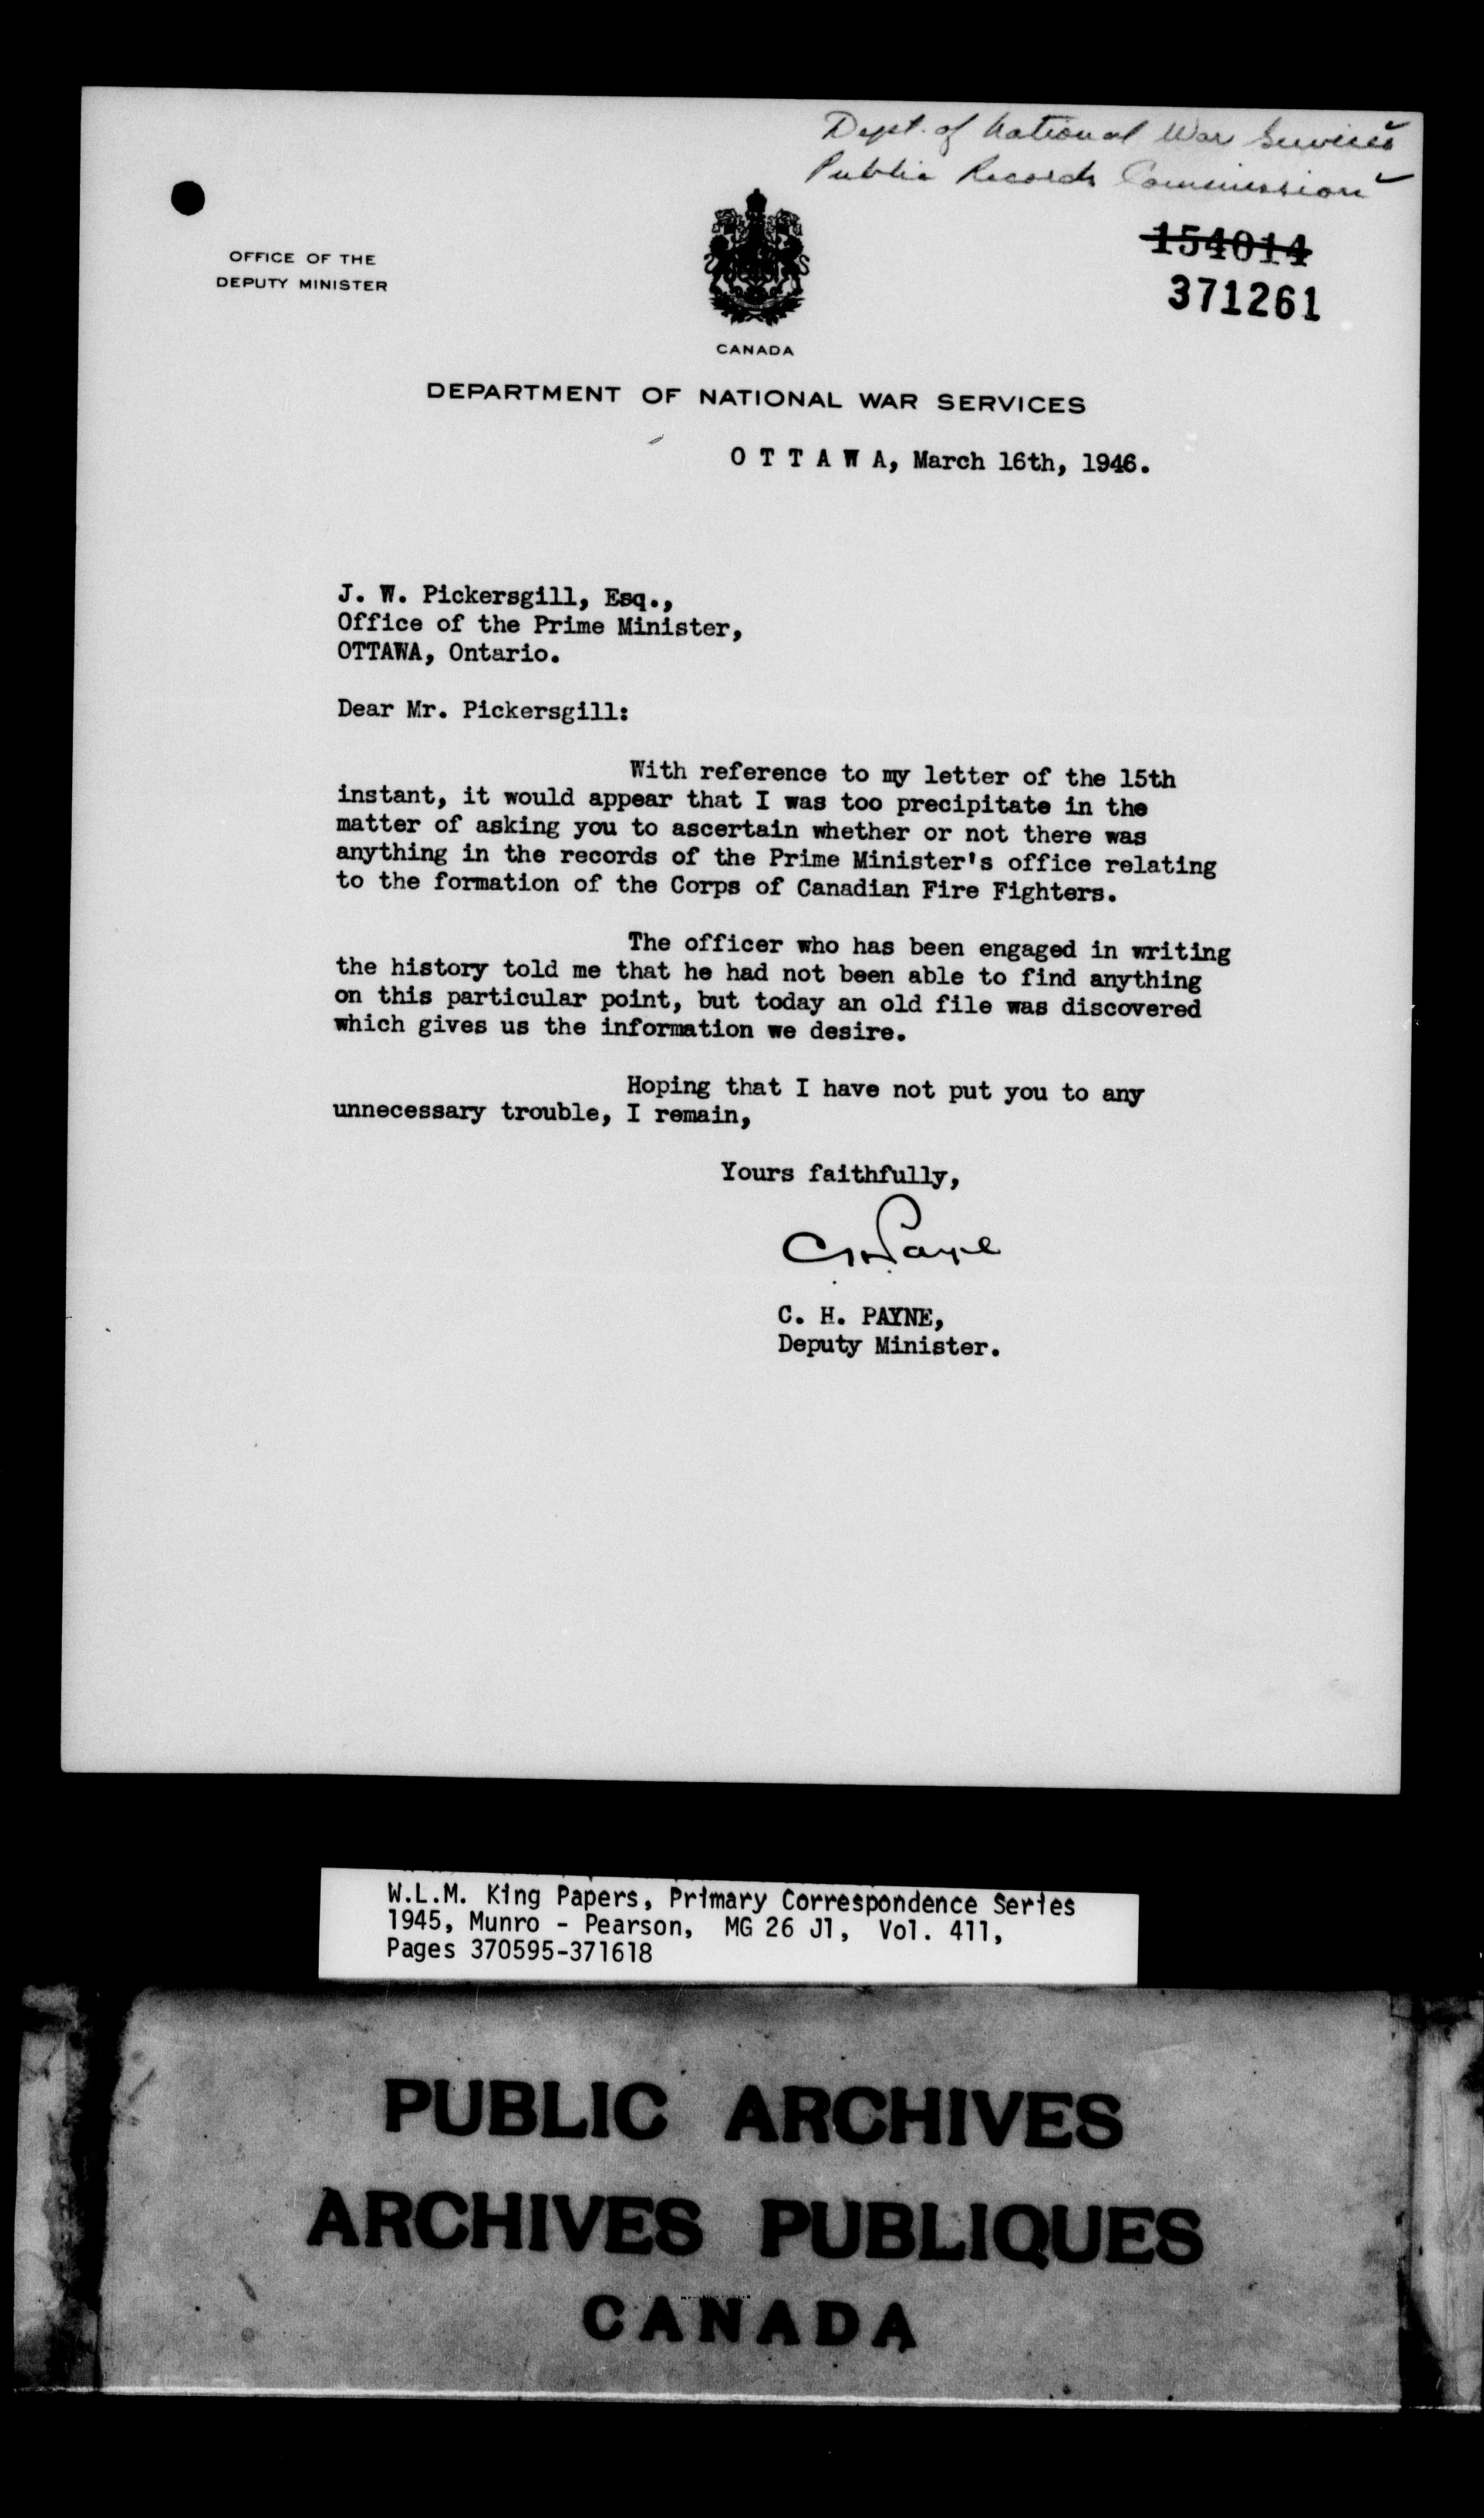 Dept. of National War Services
Public Records Commission
154014
371261
OFFICE OF THE
DEPUTY MINISTER
CANADA
DEPARTMENT OF NATIONAL WAR SERVICES
O T T A W A, March 16th, 1946.
J. W. Pickersgill, Esq.,
Office of the Prime Minister,
OTTAWA, Ontario.
Dear Mr. Pickersgill:
With reference to my letter of the 15th
instant, it would appear that I was too precipitate in the
matter of asking you to ascertain whether or not there was
anything in the records of the Prime Minister's office relating
to the formation of the Corps of Canadian Fire Fighters.
The officer who has been engaged in writing
the history told me that he had not been able to find anything
on this particular point, but today an old file was discovered
which gives us the information we desire.
Hoping that I have not put you to any
unnecessary trouble, I remain,
Yours faithfully,
CHPayne
C. H. PAYNE,
Deputy Minister.
W.L.M. King Papers, Primary Correspondence Series
1945, Munro - Pearson, MG 26 J1, Vol. 411,
Pages 370595-371618
PUBLIC ARCHIVES
ARCHIVES PUBLIQUES
CANADA